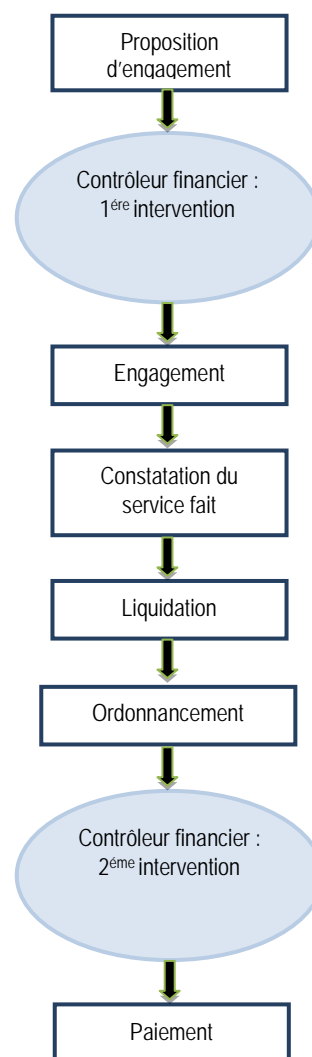 Proposition
d'engagement
Contrôleur financier :
1ére intervention
Engagement
Constatation du
service fait
Liquidation
Ordonnancement
Contrôleur financier :
2éme intervention
Paiement